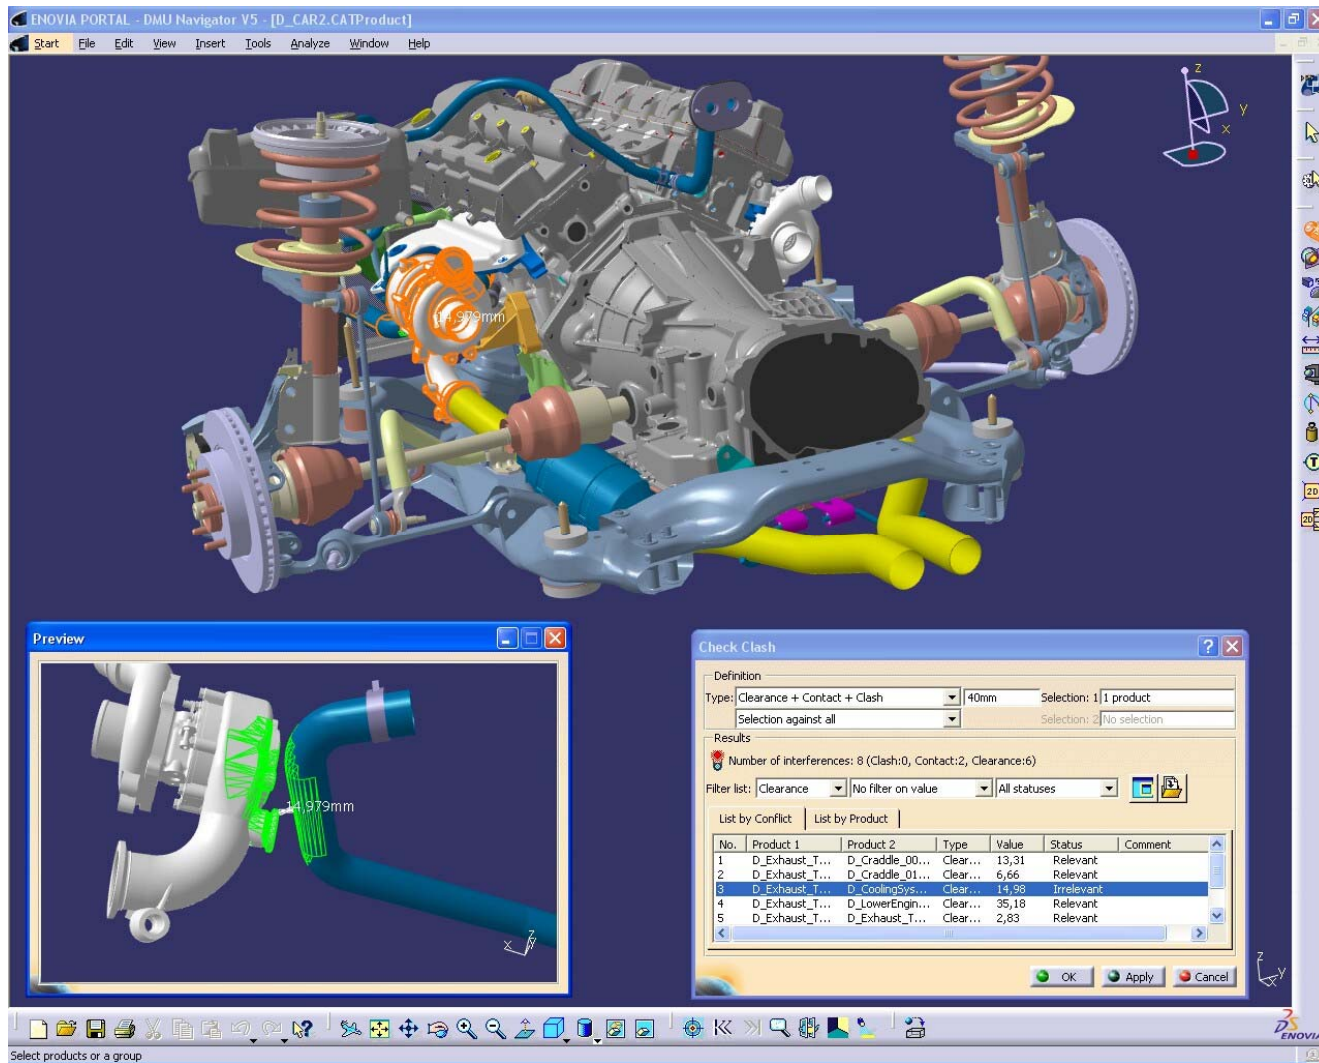 ENOVIA PORTAL - DMU Navigator V5 - [D_CAR2.CATProduct]
Start File Edit View Insert Tools Analyze Window Help
z
y
x
14,979mm
T
2D
2D
Preview
14,979mm
x z
Check Clash
Definition
Type: Clearance + Contact + Clash 40mm Selection: 1 1 product
Selection against all Selection: 2 No selection
Results
Number of interferences: 8 (Clash:0, Contact:2, Clearance:6)
Filter list: Clearance No filter on value All statuses
List by Conflict List by Product
No. Product 1 Product 2 Type Value Status Comment
1 D_Exhaust_T... D_Craddle_00... Clear... 13,31 Relevant
2 D_Exhaust_T... D_Craddle_01... Clear... 6,66 Relevant
3 D_Exhaust_T... D_CoolingSys... Clear... 14,98 Irrelevant
4 D_Exhaust_T... D_LowerEngin... Clear... 35,18 Relevant
5 D_Exhaust_T... D_Exhaust_T... Clear... 2,83 Relevant
OK Apply Cancel
z
y
x
ENOVIA
Select products or a group